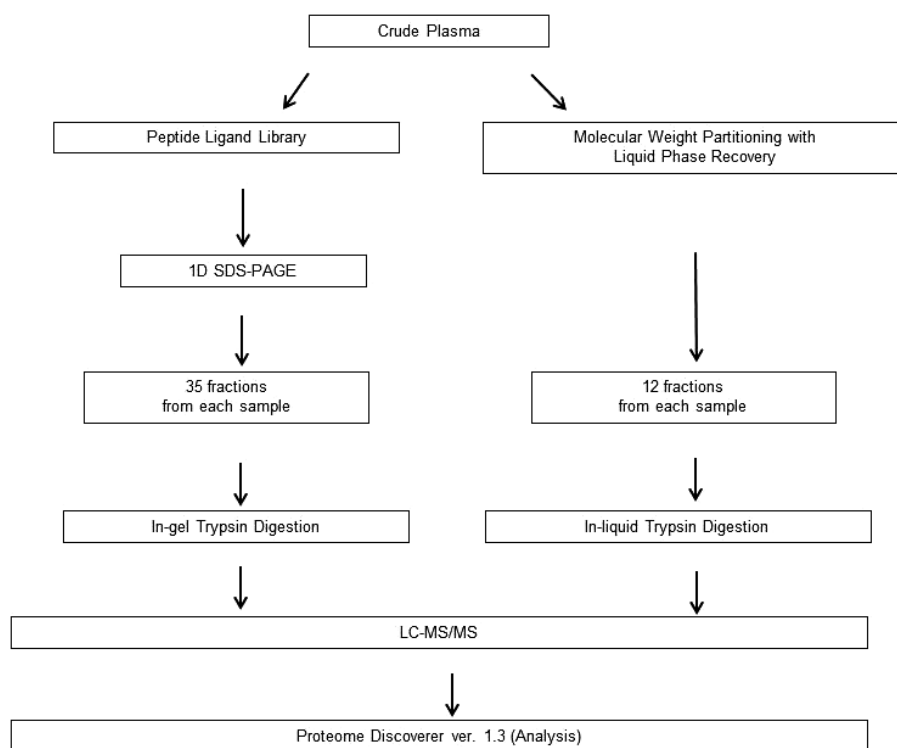 Crude Plasma
Peptide Ligand Library
Molecular Weight Partitioning with
Liquid Phase Recovery
1D SDS-PAGE
35 fractions
from each sample
12 fractions
from each sample
In-gel Trypsin Digestion
In-liquid Trypsin Digestion
LC-MS/MS
Proteome Discoverer ver. 1.3 (Analysis)